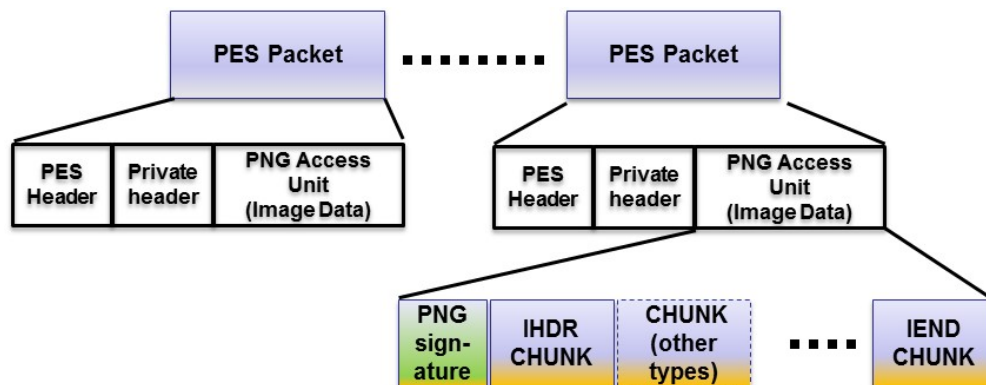 PES Packet
PES Packet
PES
Header
Private
header
PNG Access
Unit
(Image Data)
PES
Header
Private
header
PNG Access
Unit
(Image Data)
PNG
sign-
ature
IHDR
CHUNK
CHUNK
(other
types)
IEND
CHUNK